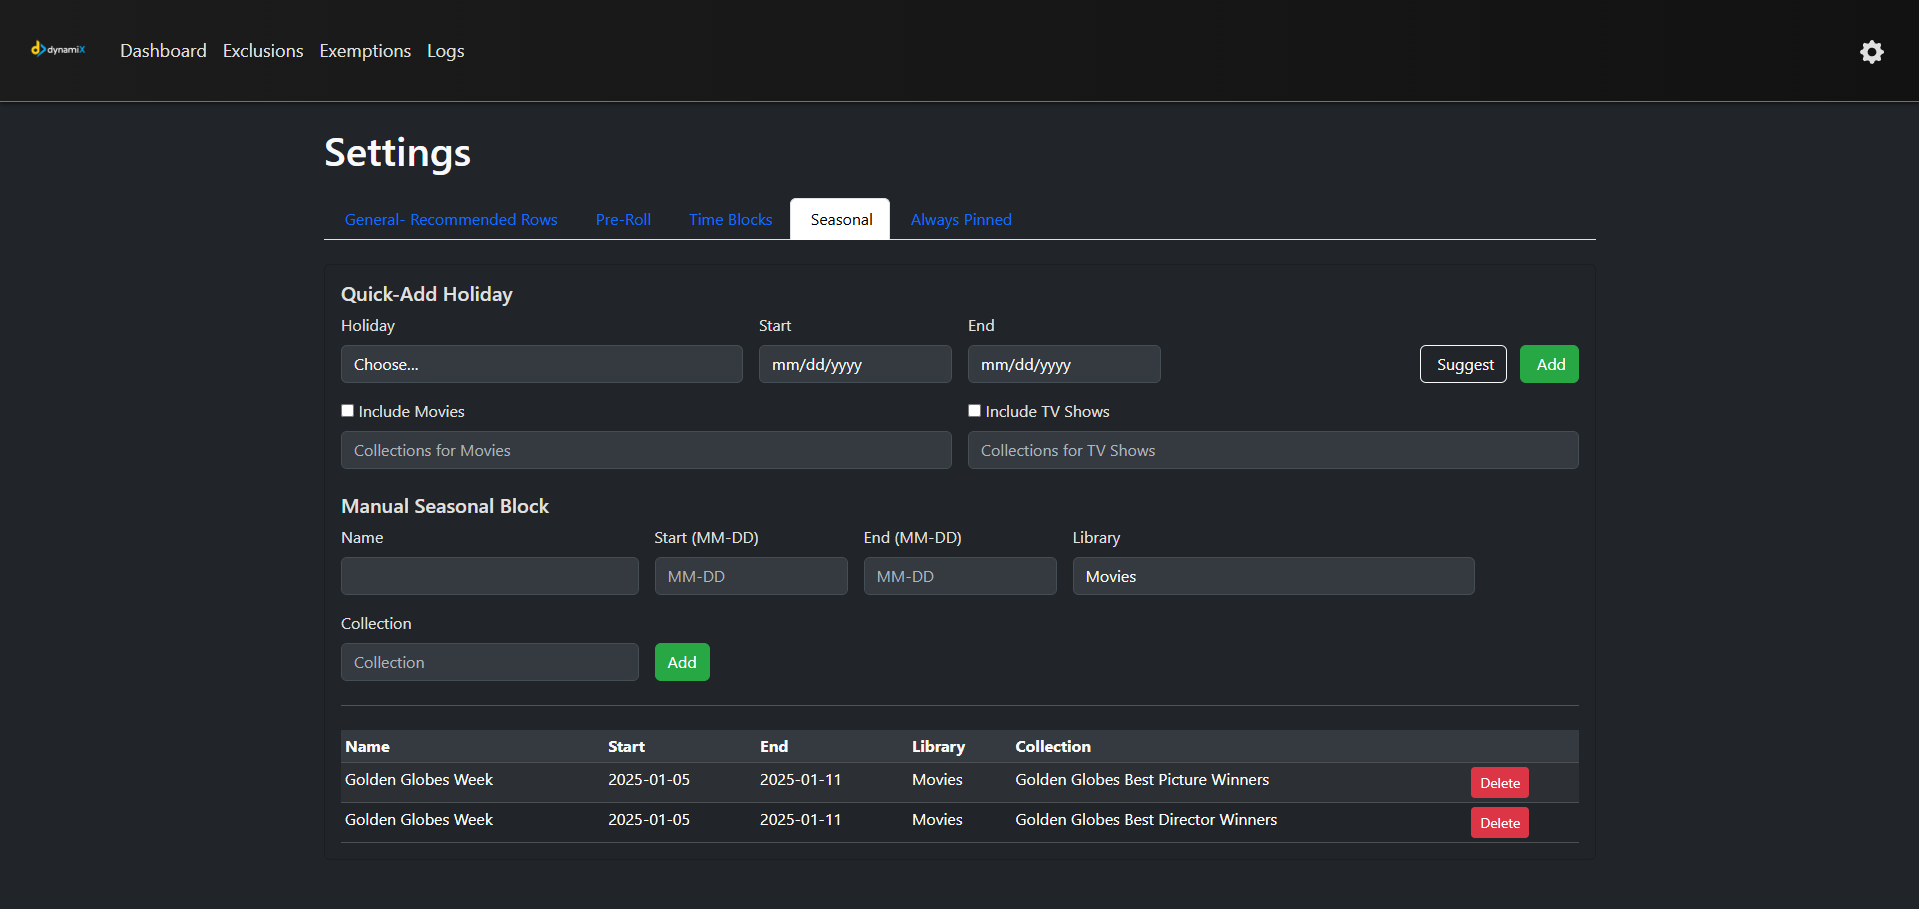 dynamiX Dashboard Exclusions Exemptions Logs
Settings
General- Recommended Rows Pre-Roll Time Blocks Seasonal Always Pinned
Quick-Add Holiday
Holiday Start End
Choose... mm/dd/yyyy mm/dd/yyyy Suggest Add
Include Movies Include TV Shows
Collections for Movies Collections for TV Shows
Manual Seasonal Block
Name Start (MM-DD) End (MM-DD) Library
MM-DD MM-DD Movies
Collection
Collection Add
Name Start End Library Collection
Golden Globes Week 2025-01-05 2025-01-11 Movies Golden Globes Best Picture Winners Delete
Golden Globes Week 2025-01-05 2025-01-11 Movies Golden Globes Best Director Winners Delete